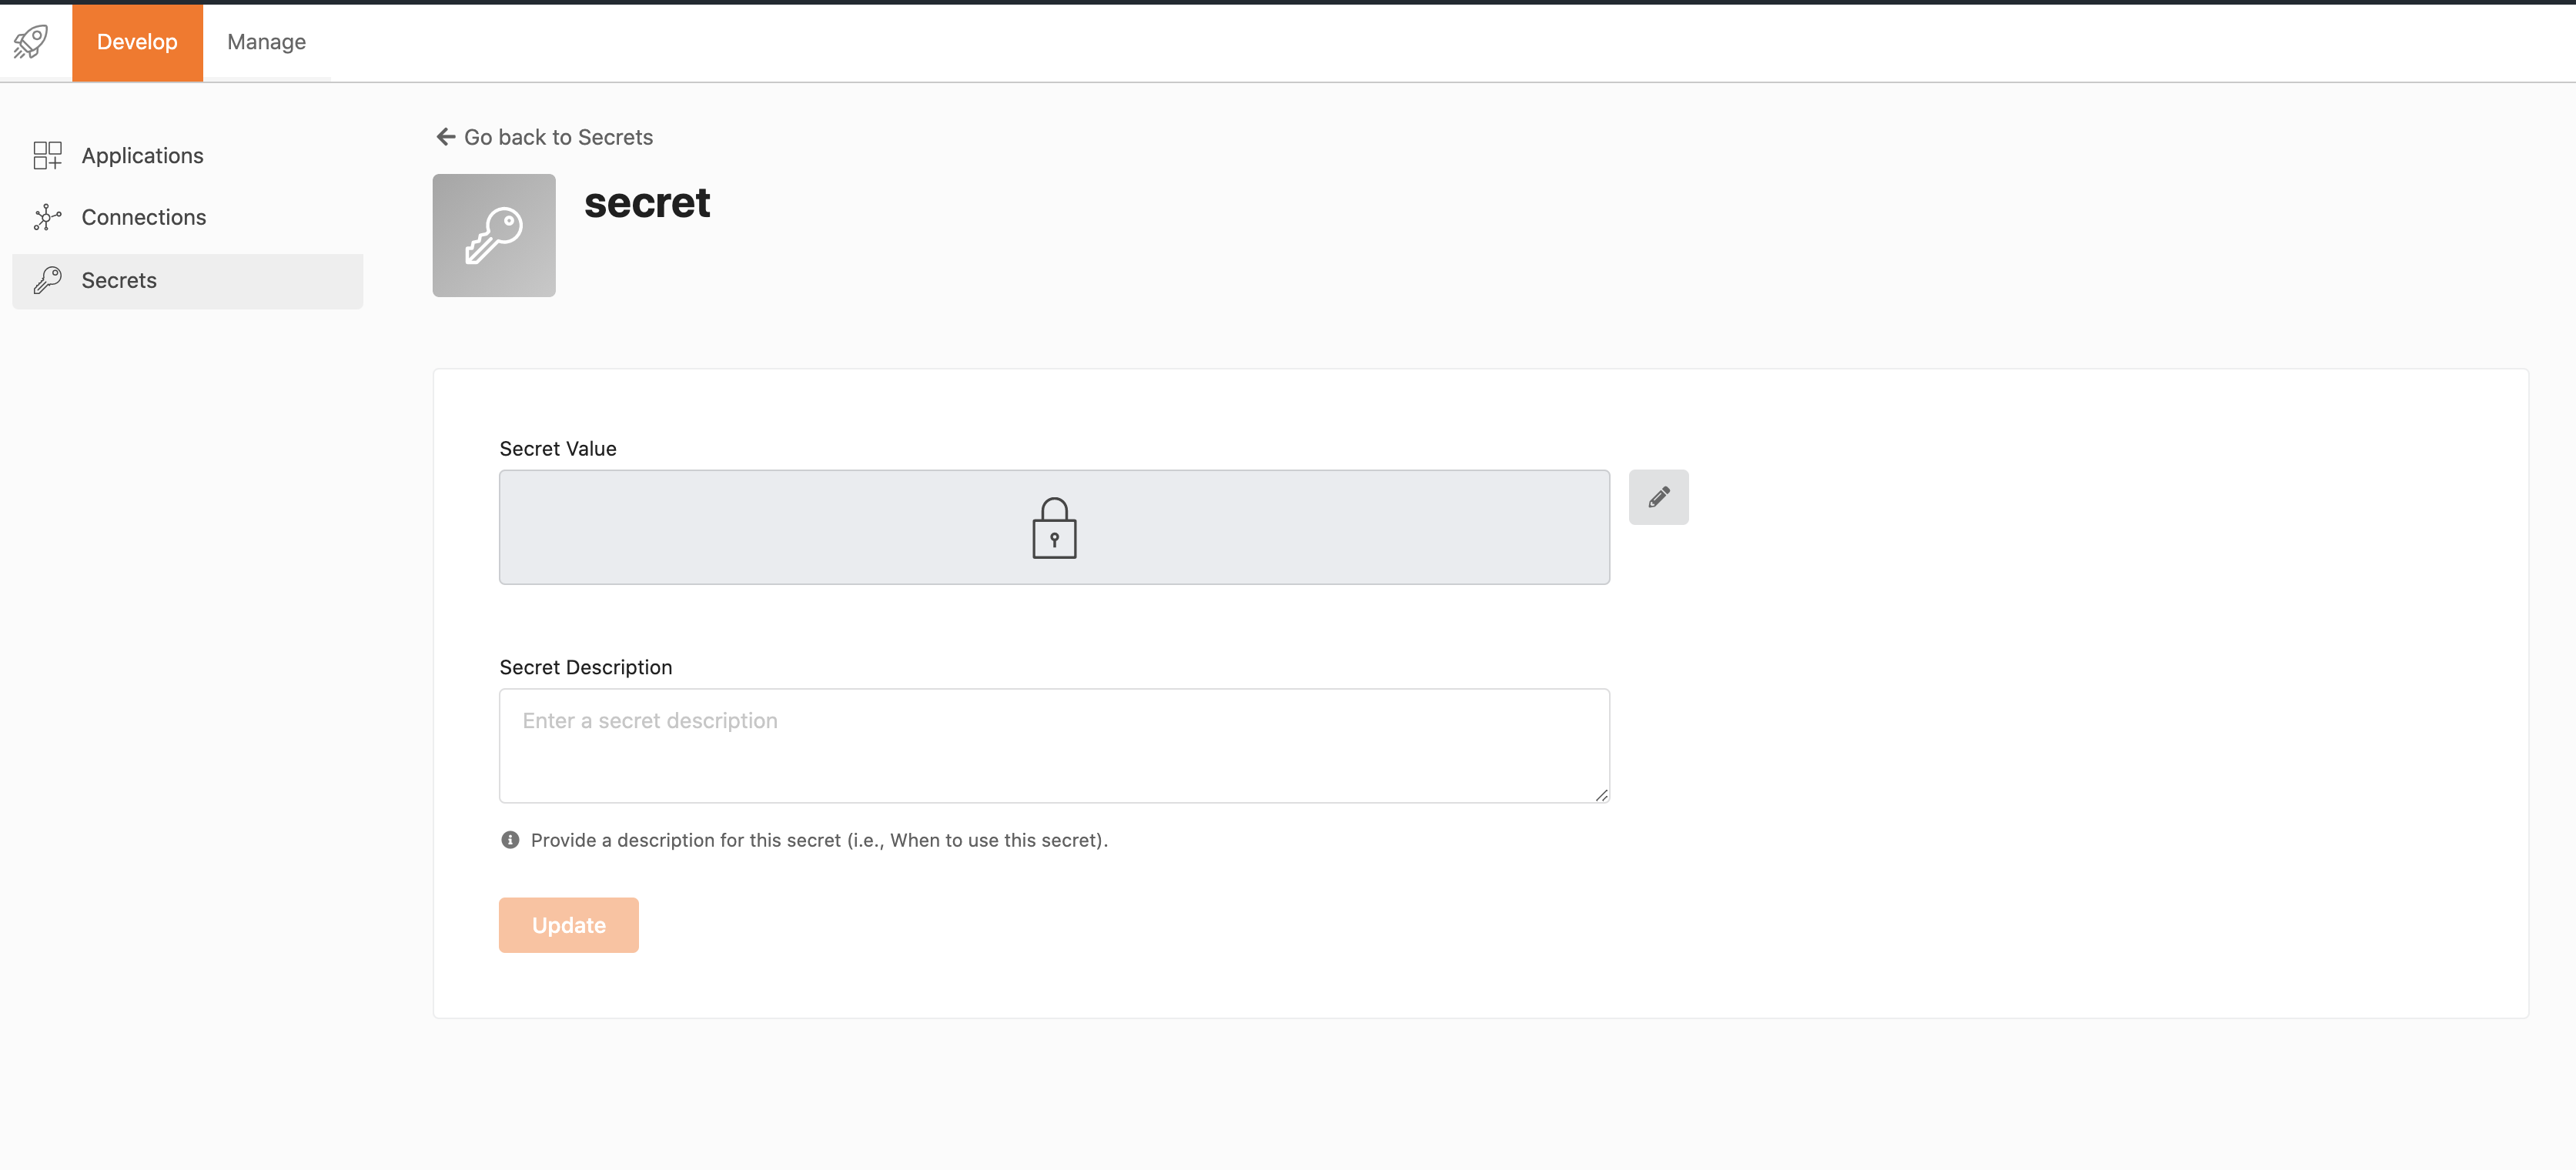 Develop
Manage
Applications
Connections
Secrets
Go back to Secrets
secret
Secret Value
Secret Description
Enter a secret description
Provide a description for this secret (i.e., When to use this secret).
Update